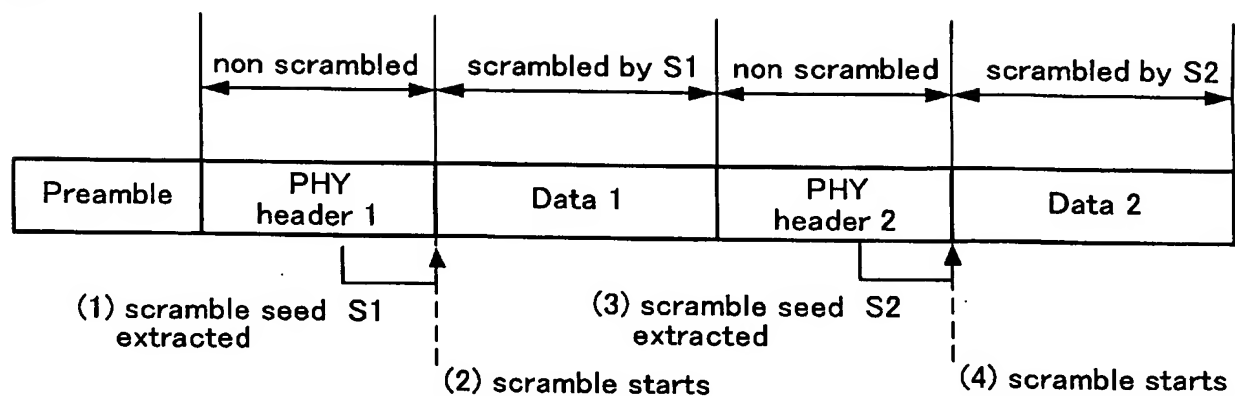 non scrambled
scrambled by S1
non scrambled
scrambled by S2
Preamble
PHY
header 1
Data 1
PHY
header 2
Data 2
(1) scramble seed S1
extracted
(2) scramble starts
(3) scramble seed S2
extracted
(4) scramble starts